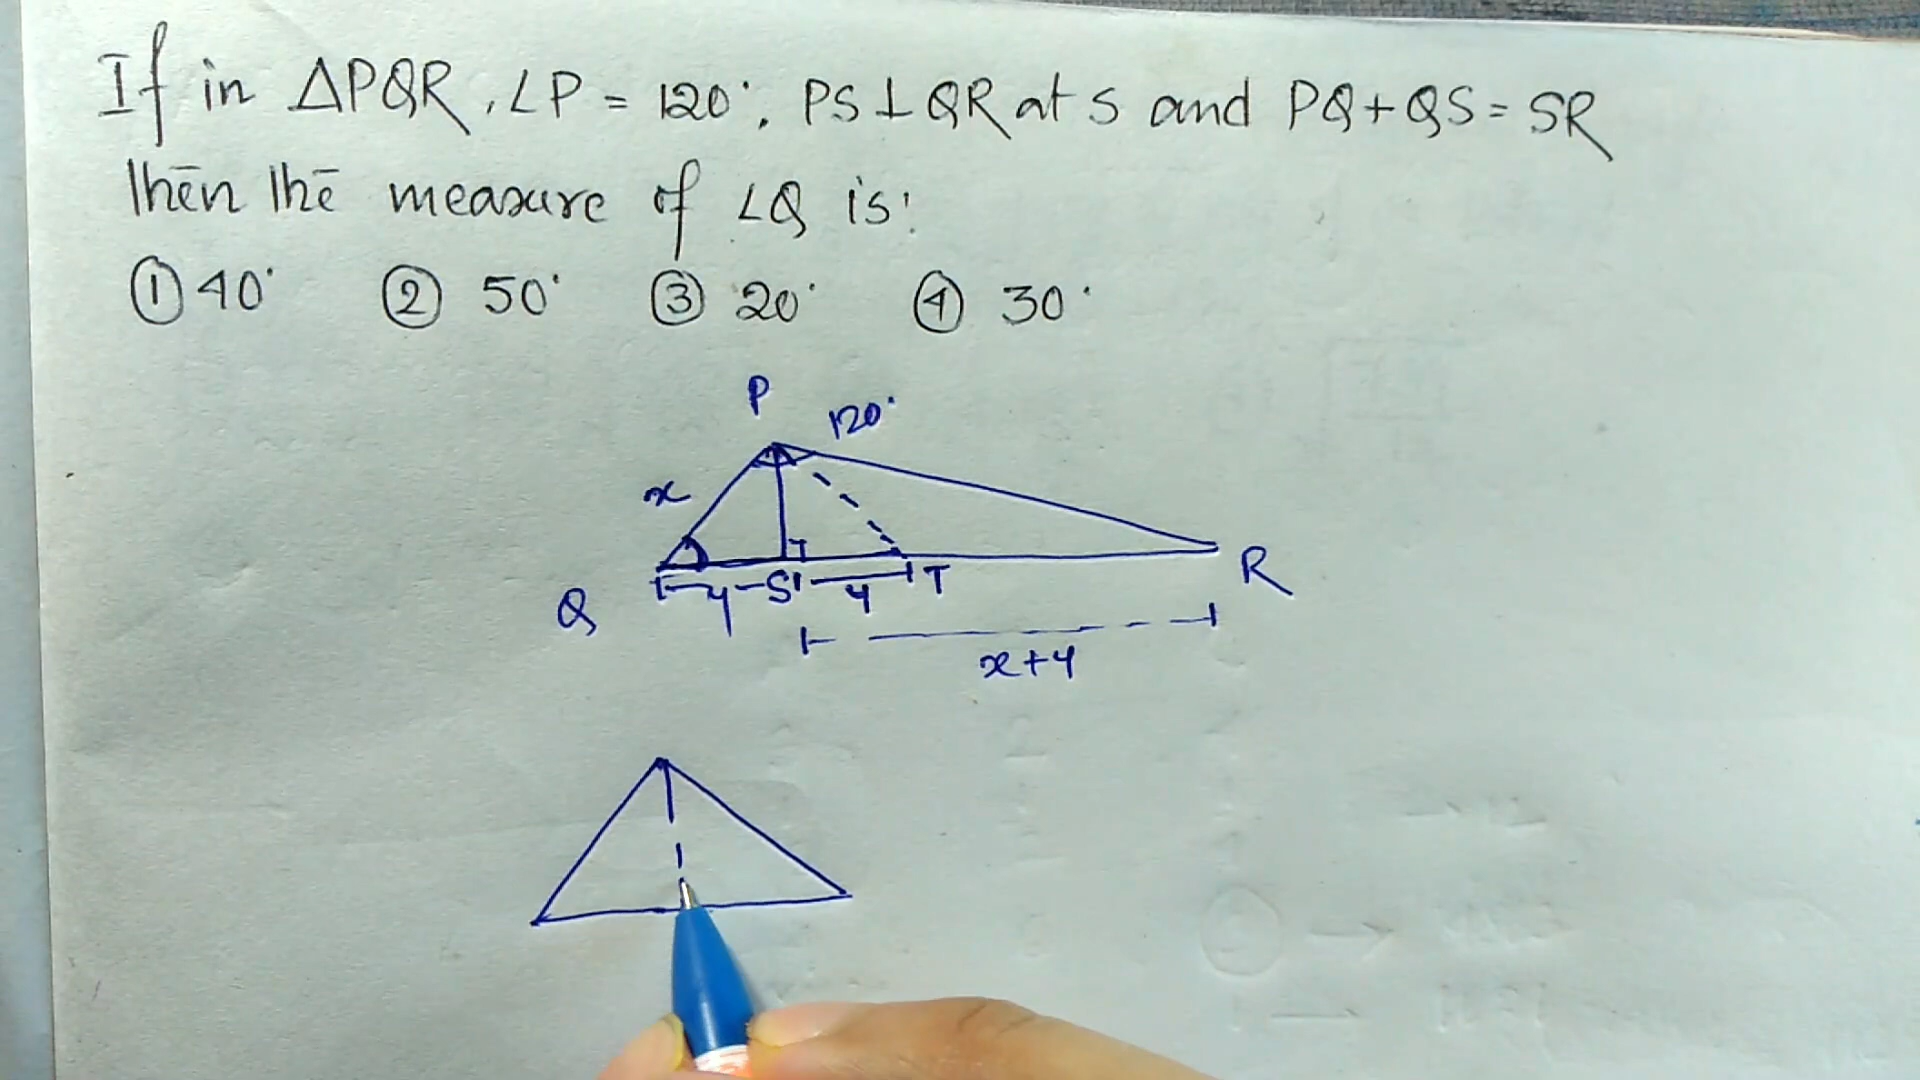 If in ΔPQR, ∠P = 120°. PS⊥QR at S and PQ+QS=SR
then the measure of ∠Q is:
① 40° ② 50° ③ 20° ④ 30°
P
120°
x
Q y S y T R
x+y